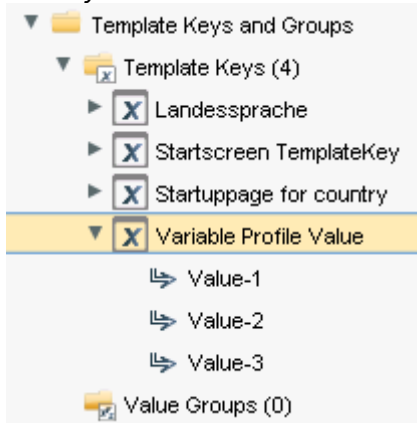 Template Keys and Groups
Template Keys (4)
Landessprache
Startscreen TemplateKey
Startuppage for country
Variable Profile Value
Value-1
Value-2
Value-3
Value Groups (0)